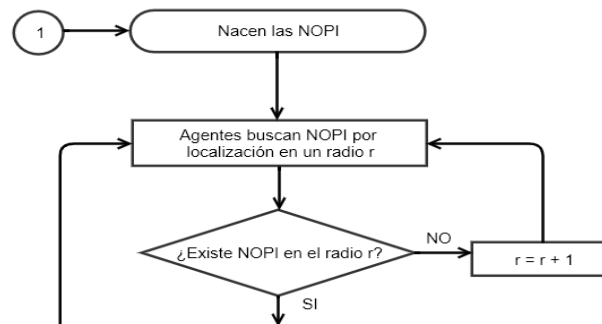 1
Nacen las NOPI
Agentes buscan NOPI por
localización en un radio r
¿Existe NOPI en el radio r?
NO
r = r + 1
SI